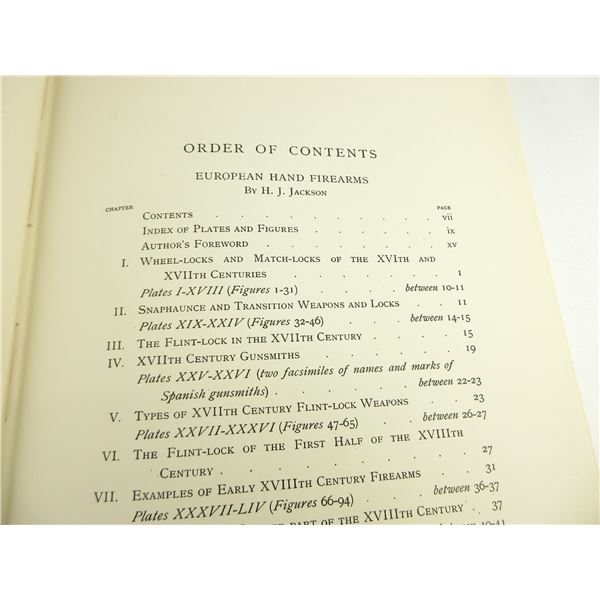 ORDER OF CONTENTS
EUROPEAN HAND FIREARMS
By H. J. Jackson
CHAPTER PAGE
Contents . . . . . . . . . . vii
Index of Plates and Figures . . . . . . ix
Author's Foreword . . . . . . . . xv
I. Wheel-locks and Match-locks of the XVIth and
XVIIth Centuries . . . . . . 1
Plates I-XVIII (Figures 1-31) . . . . between 10-11
II. Snaphaunce and Transition Weapons and Locks . . 11
Plates XIX-XXIV (Figures 32-46) . . . between 14-15
III. The Flint-lock in the XVIIth Century . . . 15
IV. XVIIth Century Gunsmiths . . . . . 19
Plates XXV-XXVI (two facsimiles of names and marks of
Spanish gunsmiths) . . . . . between 22-23
V. Types of XVIIth Century Flint-lock Weapons . . 23
Plates XXVII-XXXVI (Figures 47-65) . . between 26-27
VI. The Flint-lock of the First Half of the XVIIIth
Century . . . . . . . . 27
VII. Examples of Early XVIIIth Century Firearms . . 31
Plates XXXVII-LIV (Figures 66-94) . . between 36-37
part of the XVIIIth Century . 37
40-41